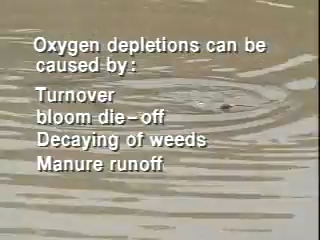 Oxygen depletions can be
caused by:
Turnover
bloom die-off
Decaying of weeds
Manure runoff